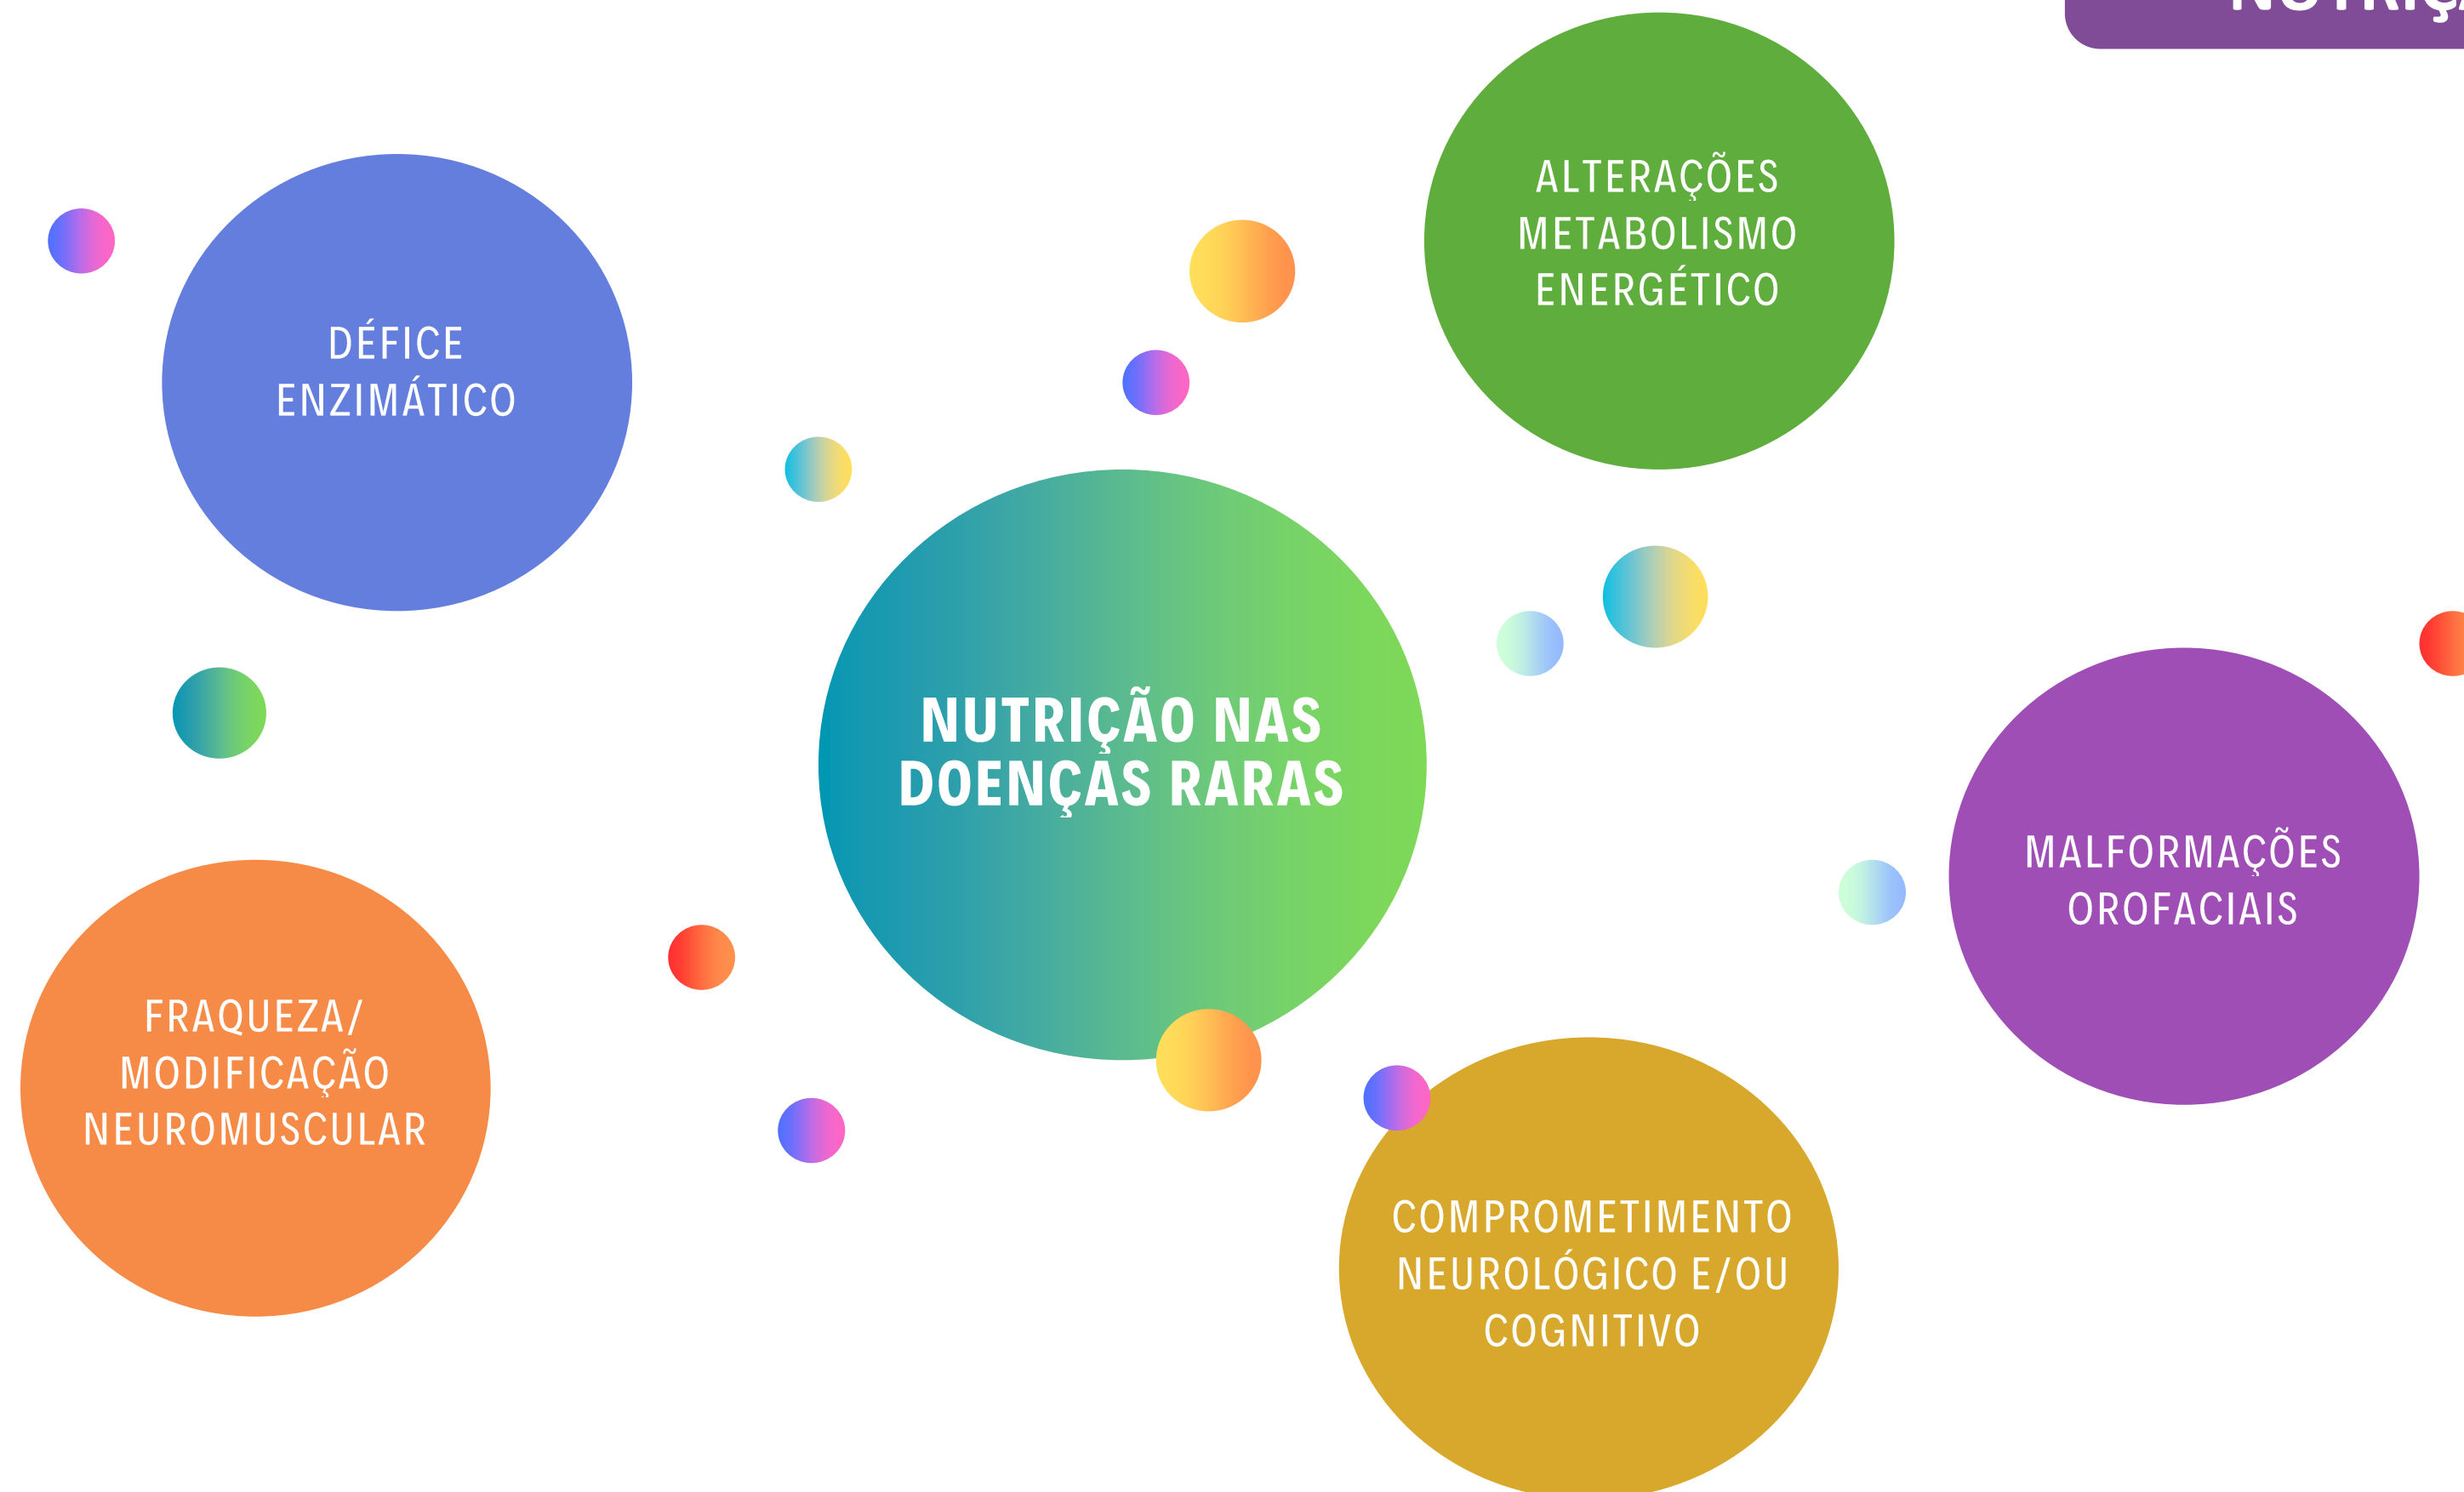 ALTERAÇÕES
METABOLISMO
ENERGÉTICO
DÉFICE
ENZIMÁTICO
NUTRIÇÃO NAS
DOENÇAS RARAS
MALFORMAÇÕES
OROFACIAIS
FRAQUEZA/
MODIFICAÇÃO
NEUROMUSCULAR
COMPROMETIMENTO
NEUROLÓGICO E/OU
COGNITIVO